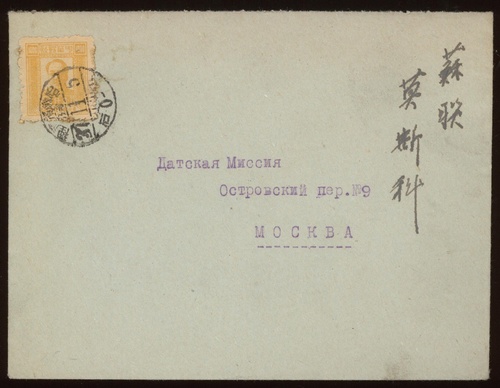 蘇联
莫斯科
Датская Миссия
Островский пер.№9
МОСКВА